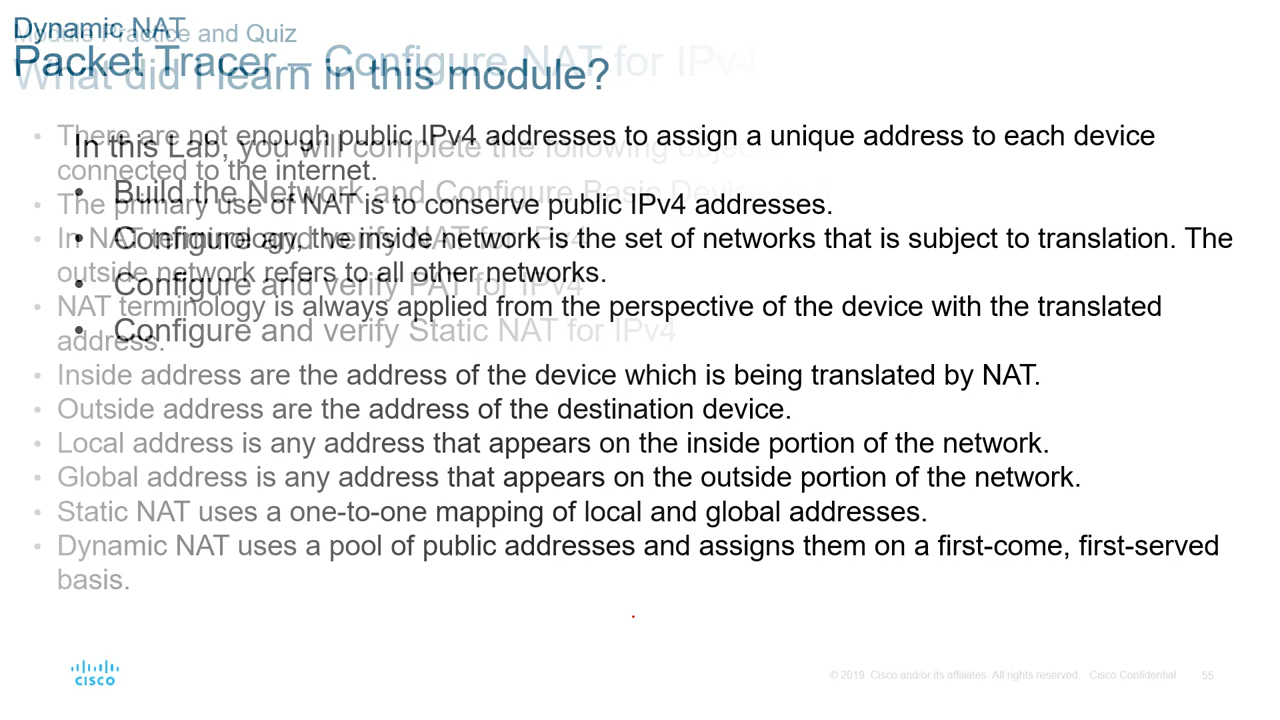 Dynamic NAT
Module Practice and Quiz
Packet Tracer – Configure NAT for IPv4
What did I learn in this module?
• There are not enough public IPv4 addresses to assign a unique address to each device
In this Lab, you will complete the following
connected to the internet.
• Build the Network and Configure Basic
• The primary use of NAT is to conserve public IPv4 addresses.
• In NAT terminology, the inside network is the set of networks that is subject to translation. The
• Configure and verify NAT for IPv4
outside network refers to all other networks.
• Configure and verify PAT for IPv4
• NAT terminology is always applied from the perspective of the device with the translated
• Configure and verify Static NAT for IPv4
address.
• Inside address are the address of the device which is being translated by NAT.
• Outside address are the address of the destination device.
• Local address is any address that appears on the inside portion of the network.
• Global address is any address that appears on the outside portion of the network.
• Static NAT uses a one-to-one mapping of local and global addresses.
• Dynamic NAT uses a pool of public addresses and assigns them on a first-come, first-served
basis.
CISCO
© 2019 Cisco and/or its affiliates. All rights reserved. Cisco Confidential
55